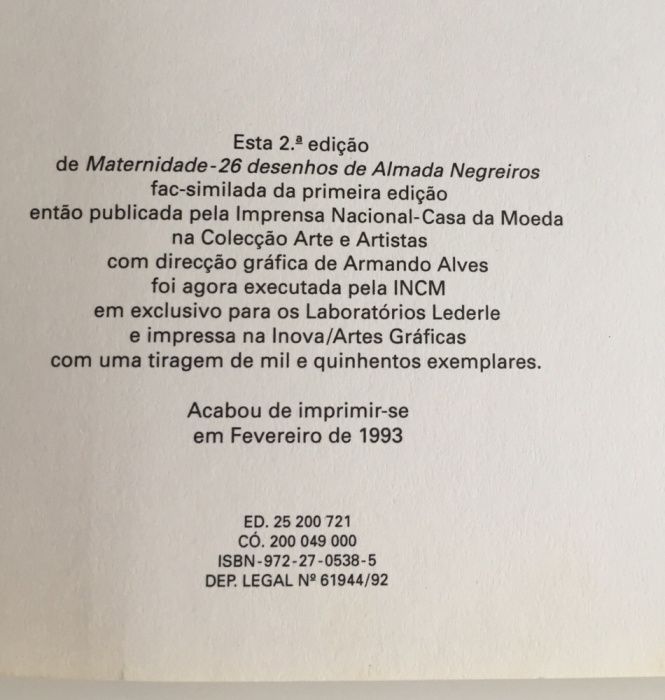 Esta 2.ª edição
de Maternidade-26 desenhos de Almada Negreiros
fac-similada da primeira edição
então publicada pela Imprensa Nacional-Casa da Moeda
na Colecção Arte e Artistas
com direcção gráfica de Armando Alves
foi agora executada pela INCM
em exclusivo para os Laboratórios Lederle
e impressa na Inova/Artes Gráficas
com uma tiragem de mil e quinhentos exemplares.
Acabou de imprimir-se
em Fevereiro de 1993
ED. 25 200 721
CÓ. 200 049 000
ISBN-972-27-0538-5
DEP. LEGAL Nº 61944/92